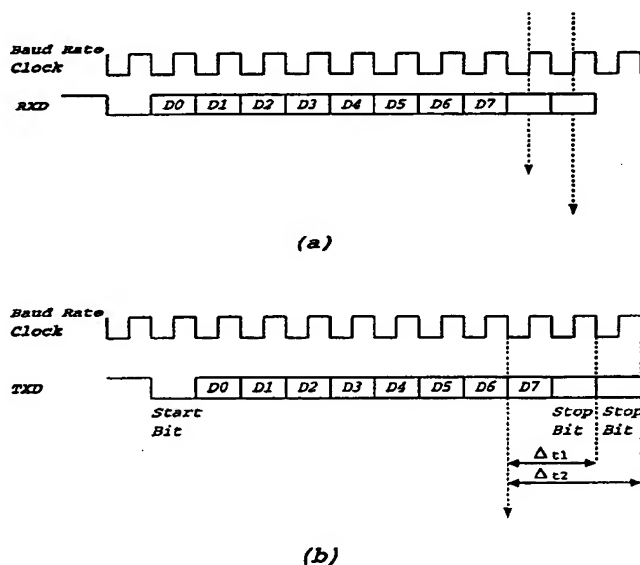 Baud Rate
Clock
RXD
D0 D1 D2 D3 D4 D5 D6 D7
(a)
Baud Rate
Clock
TXD
D0 D1 D2 D3 D4 D5 D6 D7
Start Bit
Stop Bit
Stop Bit
Δt1
Δt2
(b)